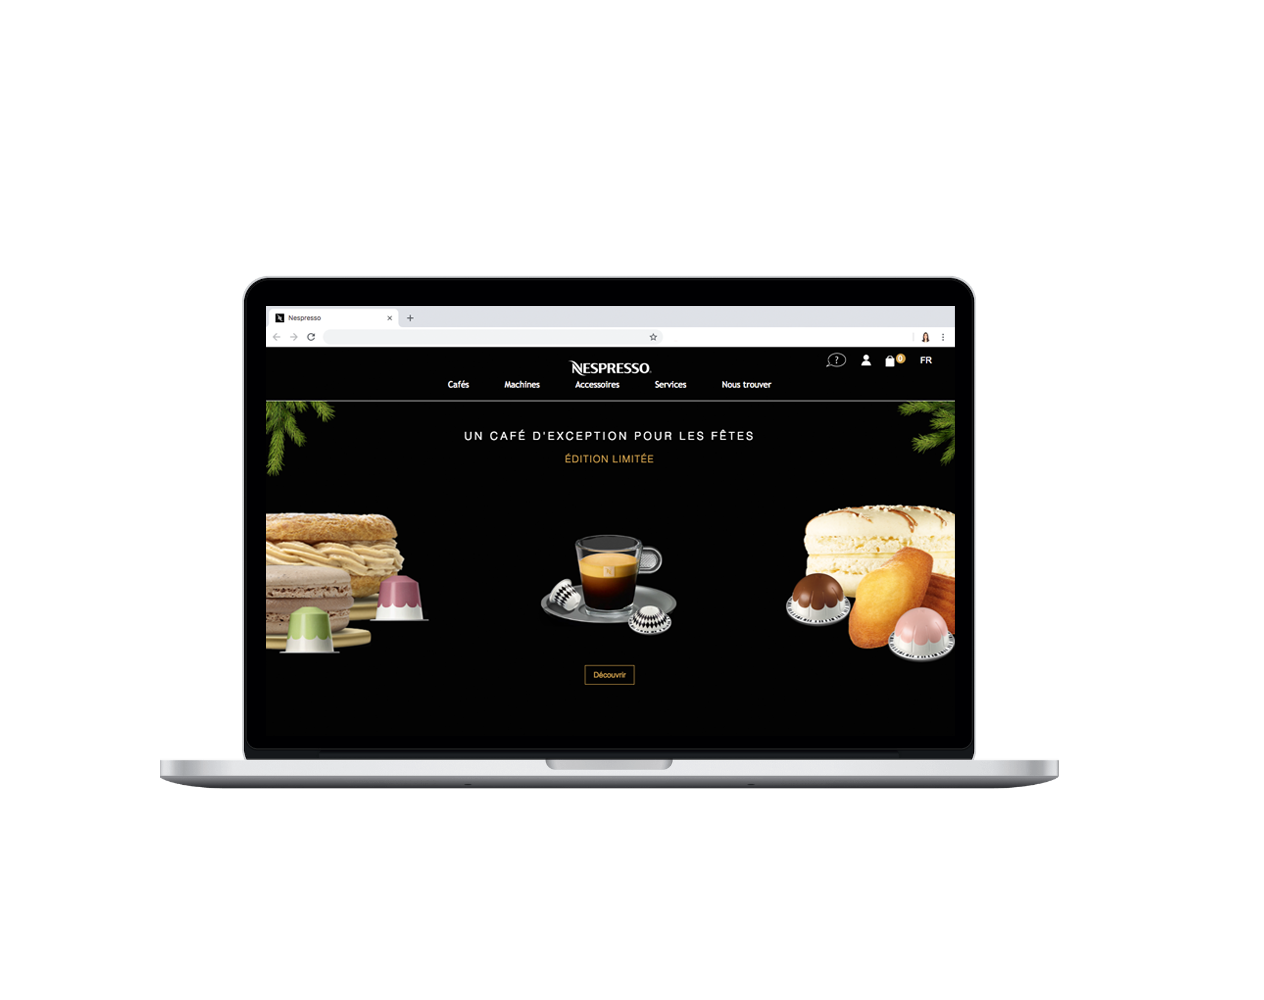 Nespresso
?
0
FR
NESPRESSO
Cafés Machines Accessoires Services Nous trouver
UN CAFÉ D'EXCEPTION POUR LES FÊTES
ÉDITION LIMITÉE
Découvrir